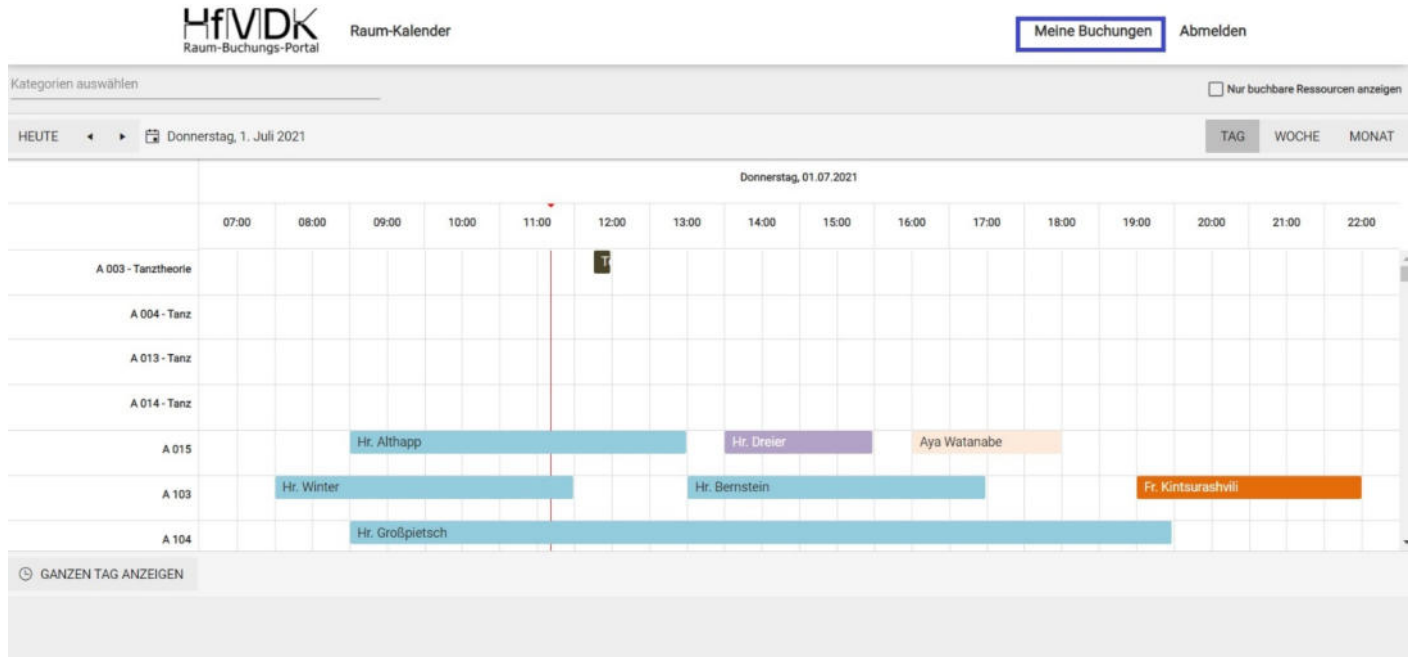 HfMDK
Raum-Buchungs-Portal
Raum-Kalender
Meine Buchungen
Abmelden
Kategorien auswählen
Nur buchbare Ressourcen anzeigen
HEUTE
Donnerstag, 1. Juli 2021
TAG WOCHE MONAT
Donnerstag, 01.07.2021
07:00 08:00 09:00 10:00 11:00 12:00 13:00 14:00 15:00 16:00 17:00 18:00 19:00 20:00 21:00 22:00
A 003 - Tanztheorie
A 004 - Tanz
A 013 - Tanz
A 014 - Tanz
A 015 Hr. Althapp Hr. Dreier Aya Watanabe
A 103 Hr. Winter Hr. Bernstein Fr. Kintsurashvili
A 104 Hr. Großpietsch
GANZEN TAG ANZEIGEN